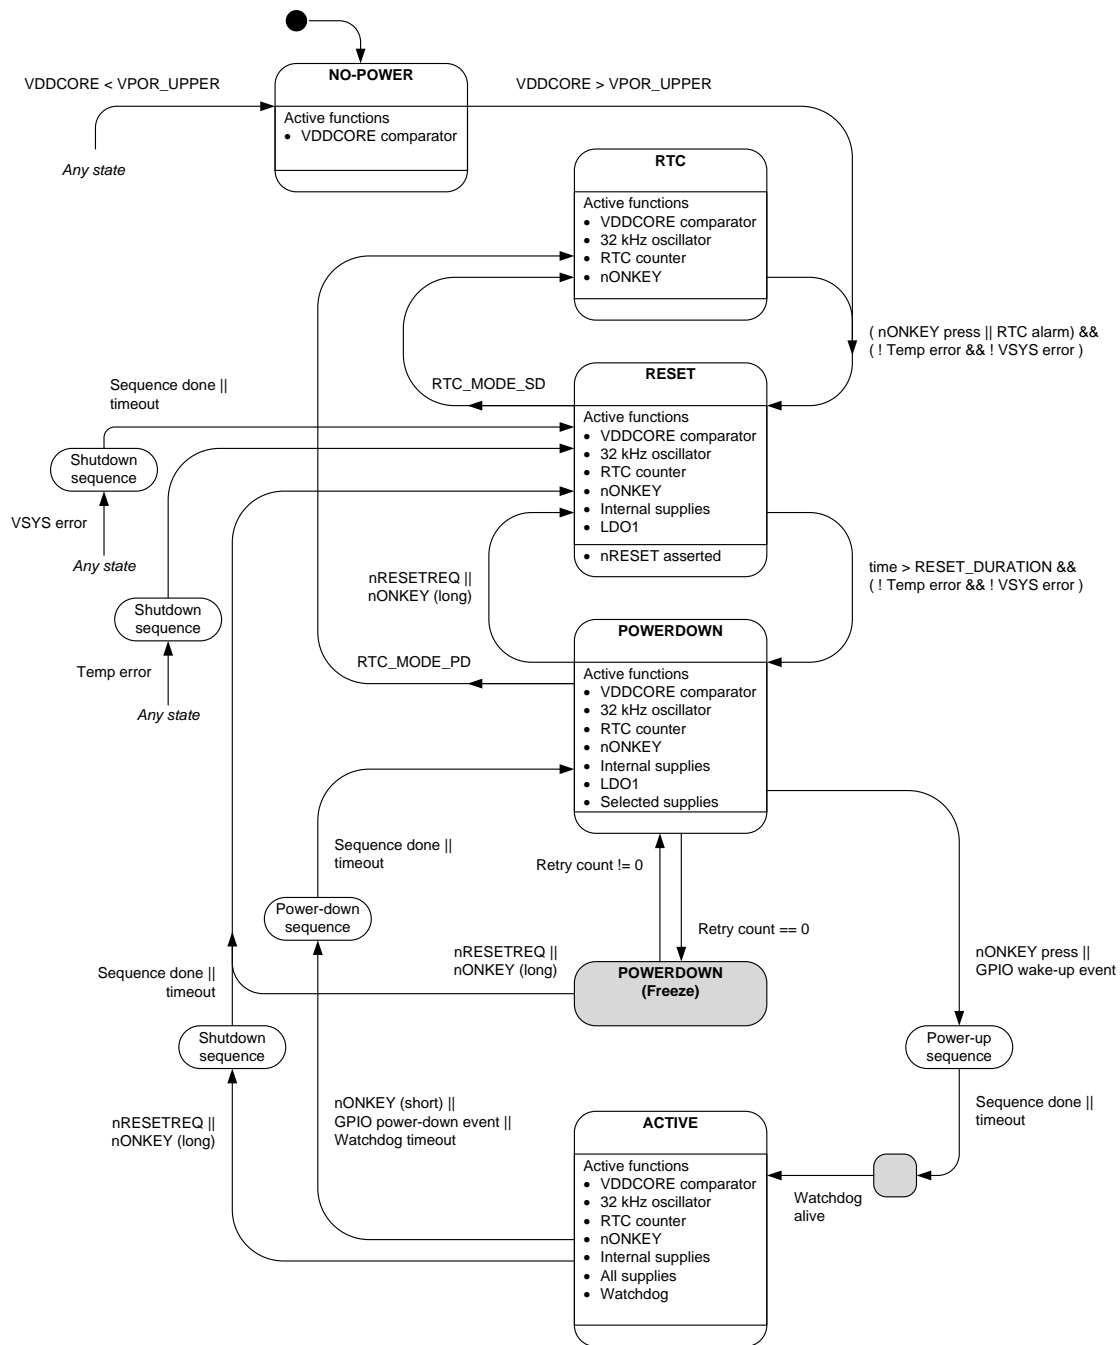 NO-POWER
VDDCORE < VPOR_UPPER
VDDCORE > VPOR_UPPER
Active functions
• VDDCORE comparator
Any state
RTC
Active functions
• VDDCORE comparator
• 32 kHz oscillator
• RTC counter
• nONKEY
( nONKEY press || RTC alarm) &&
( ! Temp error && ! VSYS error )
RESET
RTC_MODE_SD
Sequence done ||
timeout
Active functions
• VDDCORE comparator
• 32 kHz oscillator
• RTC counter
• nONKEY
• Internal supplies
• LDO1
• nRESET asserted
Shutdown
sequence
VSYS error
Any state
nRESETREQ ||
nONKEY (long)
time > RESET_DURATION &&
( ! Temp error && ! VSYS error )
Shutdown
sequence
Temp error
Any state
POWERDOWN
RTC_MODE_PD
Active functions
• VDDCORE comparator
• 32 kHz oscillator
• RTC counter
• nONKEY
• Internal supplies
• LDO1
• Selected supplies
Sequence done ||
timeout
Retry count != 0
Power-down
sequence
Retry count == 0
nRESETREQ ||
nONKEY (long)
nONKEY press ||
GPIO wake-up event
POWERDOWN
(Freeze)
Sequence done ||
timeout
Shutdown
sequence
Power-up
sequence
nONKEY (short) ||
GPIO power-down event ||
Watchdog timeout
nRESETREQ ||
nONKEY (long)
Sequence done ||
timeout
ACTIVE
Active functions
• VDDCORE comparator
• 32 kHz oscillator
• RTC counter
• nONKEY
• Internal supplies
• All supplies
• Watchdog
Watchdog
alive